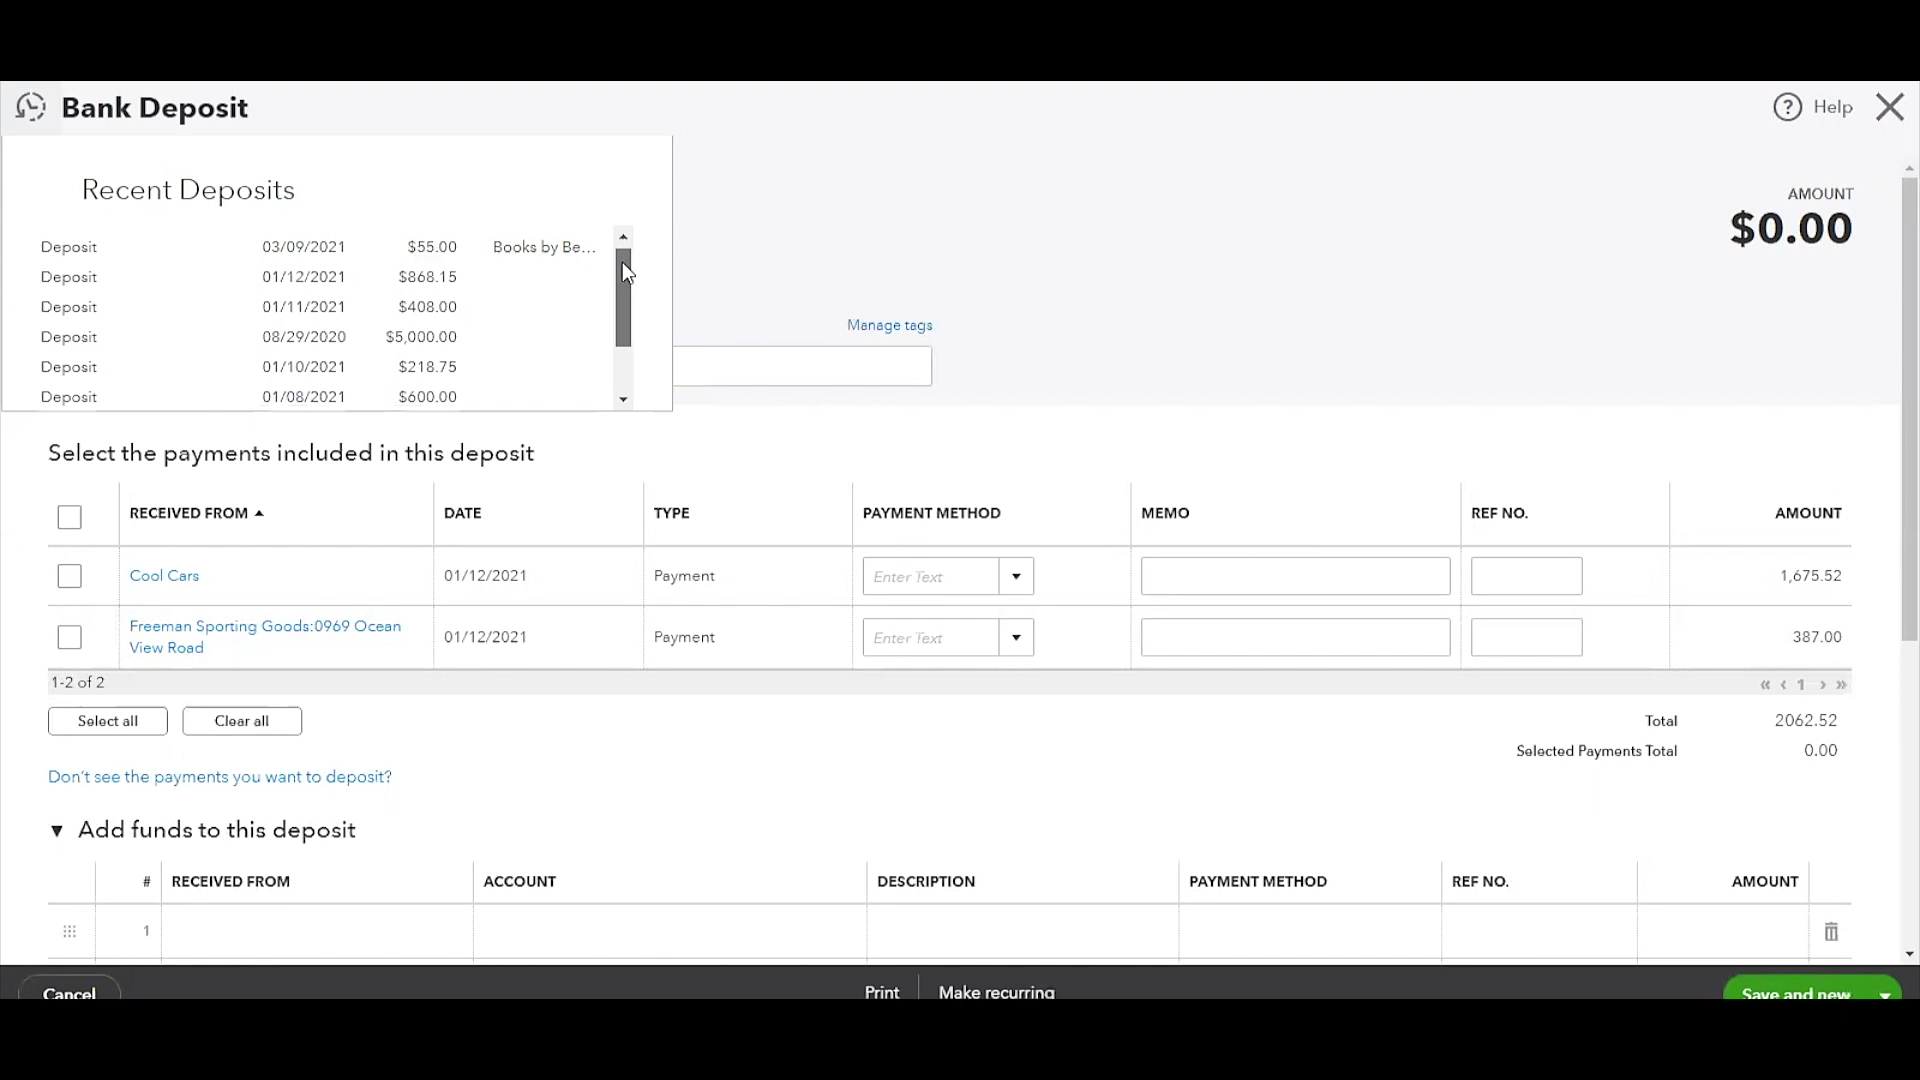 Bank Deposit
Help
Recent Deposits
Deposit 03/09/2021 $55.00 Books by Be...
Deposit 01/12/2021 $868.15
Deposit 01/11/2021 $408.00
Deposit 08/29/2020 $5,000.00
Deposit 01/10/2021 $218.75
Deposit 01/08/2021 $600.00
AMOUNT
$0.00
Manage tags
Select the payments included in this deposit
RECEIVED FROM DATE TYPE PAYMENT METHOD MEMO REF NO. AMOUNT
Cool Cars 01/12/2021 Payment Enter Text 1,675.52
Freeman Sporting Goods:0969 Ocean
View Road 01/12/2021 Payment Enter Text 387.00
1-2 of 2 « ‹ 1 › »
Select all Clear all Total 2062.52
Selected Payments Total 0.00
Don't see the payments you want to deposit?
Add funds to this deposit
# RECEIVED FROM ACCOUNT DESCRIPTION PAYMENT METHOD REF NO. AMOUNT
1
Cancel Print Make recurring Save and new